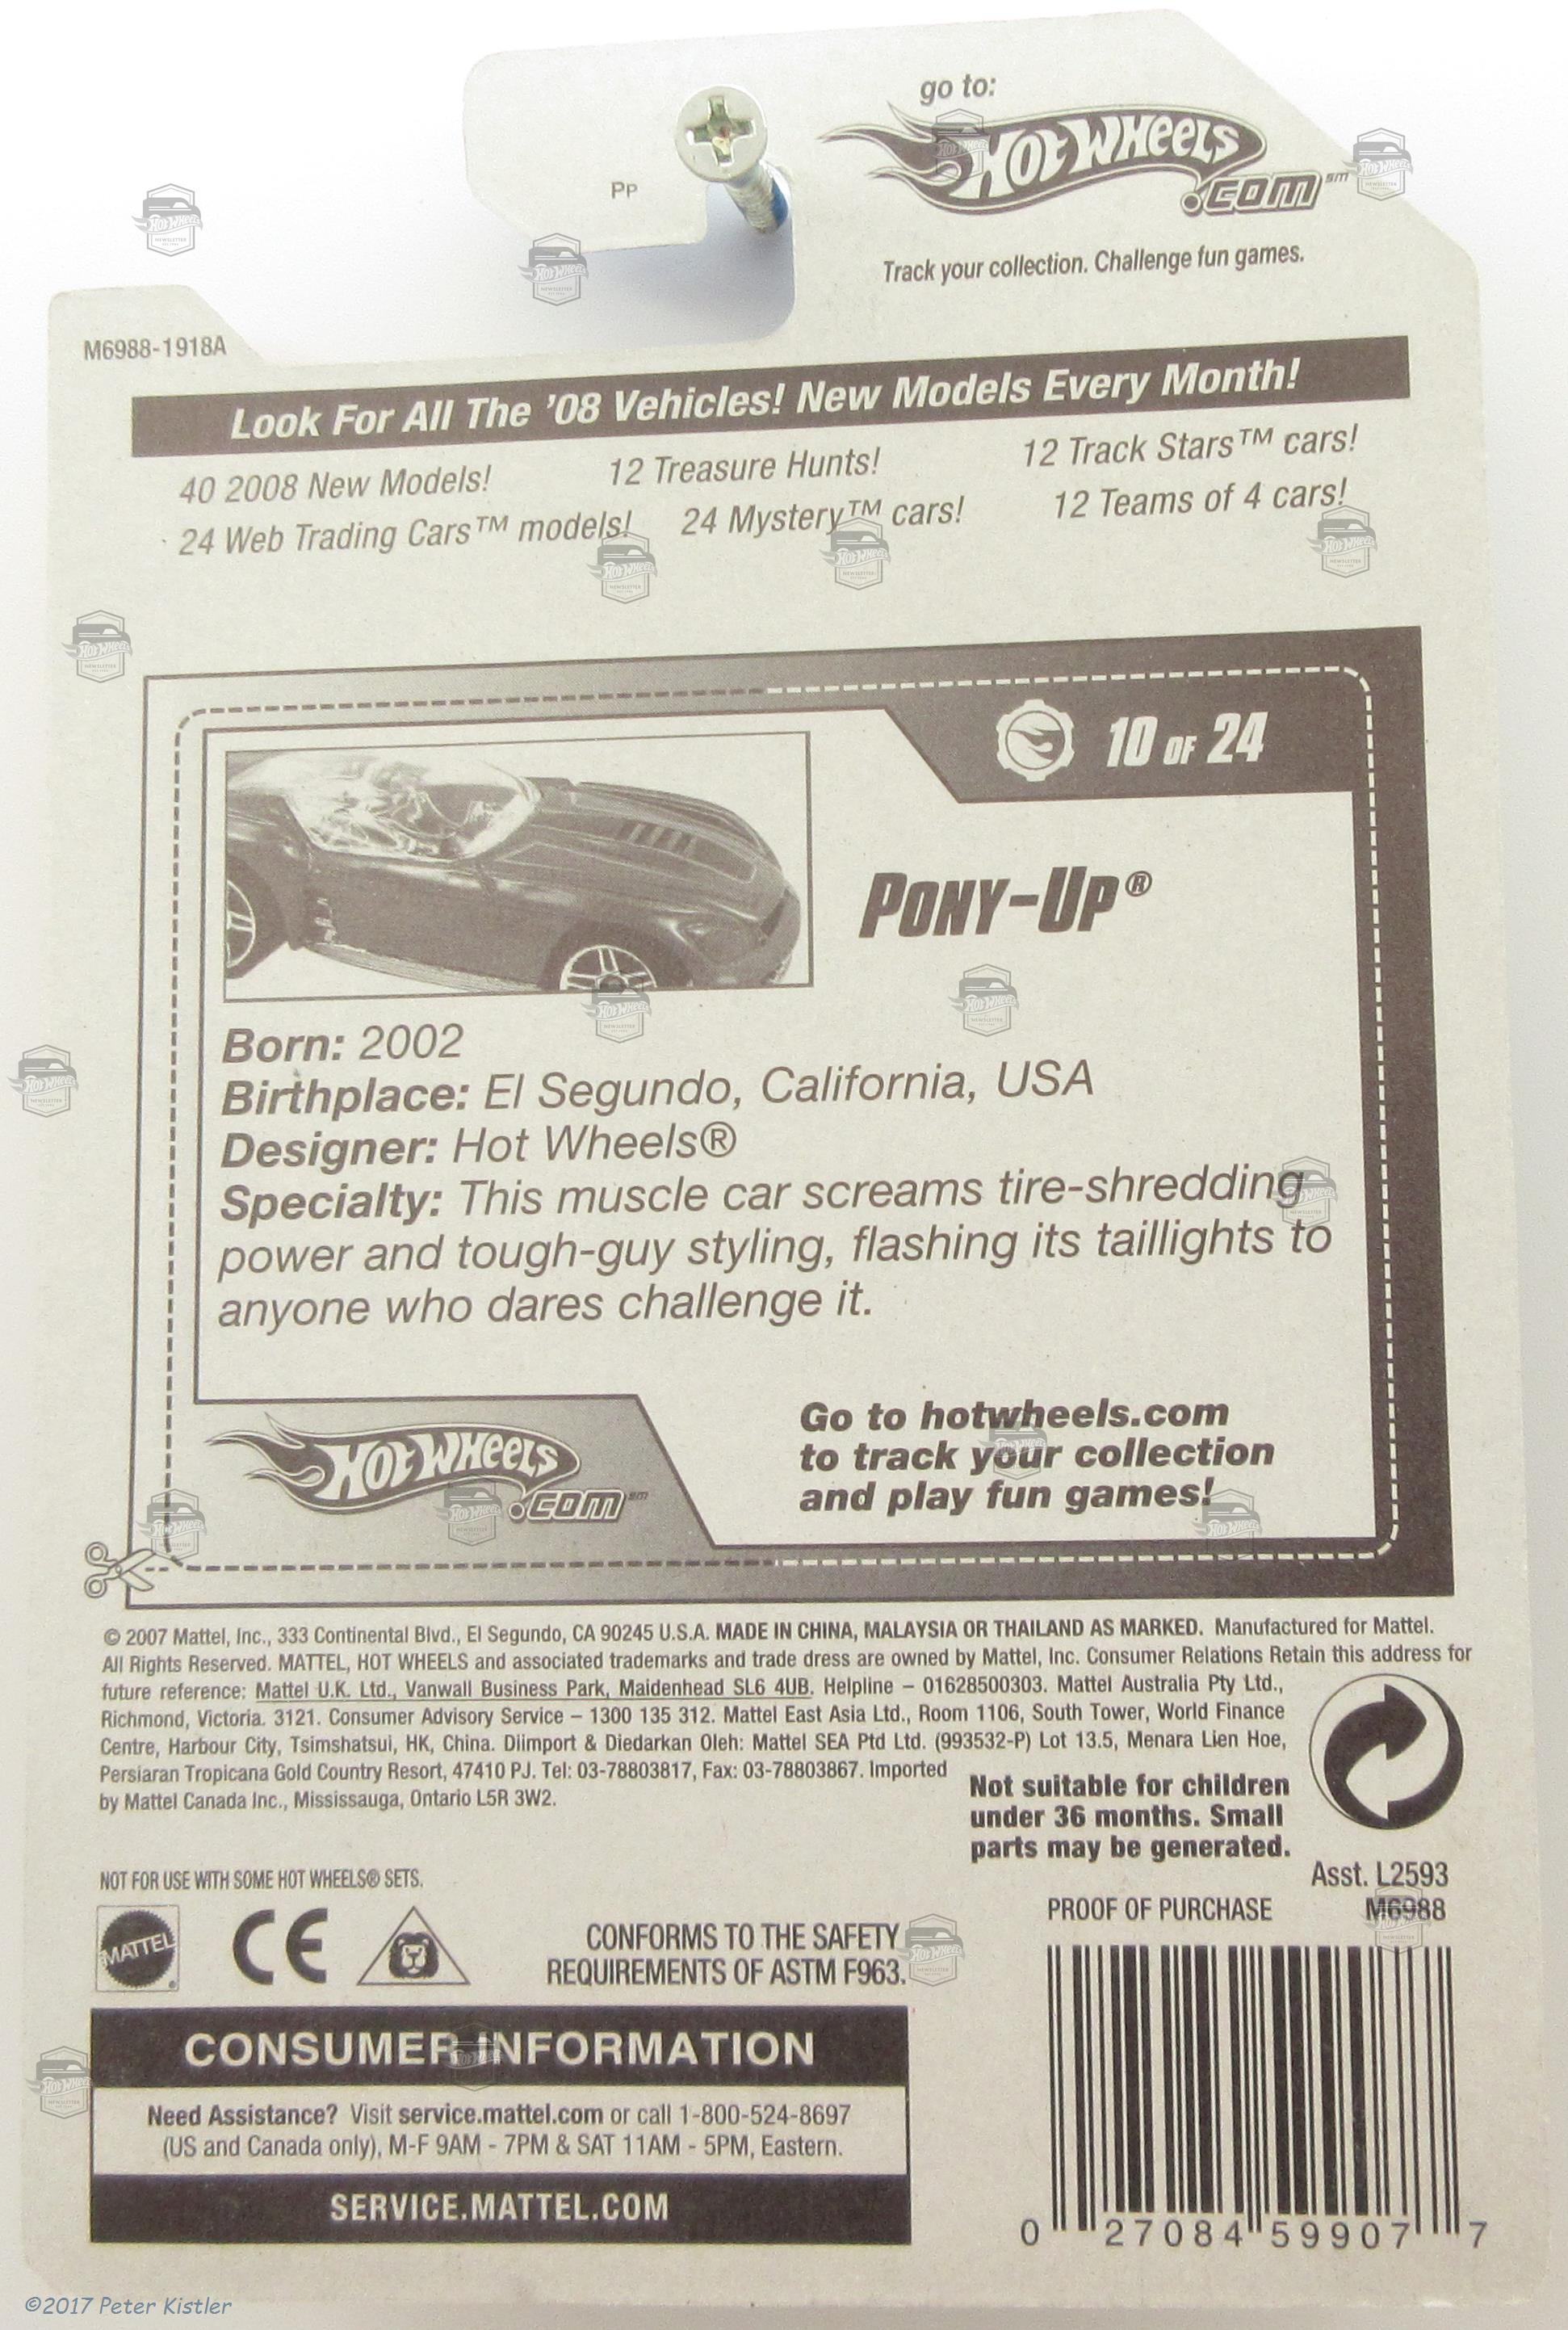 go to:
Hot Wheels
.com℠
Pp
Track your collection. Challenge fun games.
M6988-1918A
Look For All The '08 Vehicles! New Models Every Month!
40 2008 New Models! 12 Treasure Hunts! 12 Track Stars™ cars!
24 Web Trading Cars™ models! 24 Mystery™ cars! 12 Teams of 4 cars!
10 OF 24
PONY-UP®
Born: 2002
Birthplace: El Segundo, California, USA
Designer: Hot Wheels®
Specialty: This muscle car screams tire-shredding
power and tough-guy styling, flashing its taillights to
anyone who dares challenge it.
Hot Wheels
.com℠
Go to hotwheels.com
to track your collection
and play fun games!
© 2007 Mattel, Inc., 333 Continental Blvd., El Segundo, CA 90245 U.S.A. MADE IN CHINA, MALAYSIA OR THAILAND AS MARKED. Manufactured for Mattel.
All Rights Reserved. MATTEL, HOT WHEELS and associated trademarks and trade dress are owned by Mattel, Inc. Consumer Relations Retain this address for
future reference: Mattel U.K. Ltd., Vanwall Business Park, Maidenhead SL6 4UB. Helpline – 01628500303. Mattel Australia Pty Ltd.,
Richmond, Victoria. 3121. Consumer Advisory Service – 1300 135 312. Mattel East Asia Ltd., Room 1106, South Tower, World Finance
Centre, Harbour City, Tsimshatsui, HK, China. Diimport & Diedarkan Oleh: Mattel SEA Ptd Ltd. (993532-P) Lot 13.5, Menara Lien Hoe,
Persiaran Tropicana Gold Country Resort, 47410 PJ. Tel: 03-78803817, Fax: 03-78803867. Imported
by Mattel Canada Inc., Mississauga, Ontario L5R 3W2.
Not suitable for children
under 36 months. Small
parts may be generated.
NOT FOR USE WITH SOME HOT WHEELS® SETS.
Asst. L2593
PROOF OF PURCHASE M6988
MATTEL
CE
CONFORMS TO THE SAFETY
REQUIREMENTS OF ASTM F963.
CONSUMER INFORMATION
Need Assistance? Visit service.mattel.com or call 1-800-524-8697
(US and Canada only), M-F 9AM - 7PM & SAT 11AM - 5PM, Eastern.
SERVICE.MATTEL.COM
0 27084 59907 7
©2017 Peter Kistler